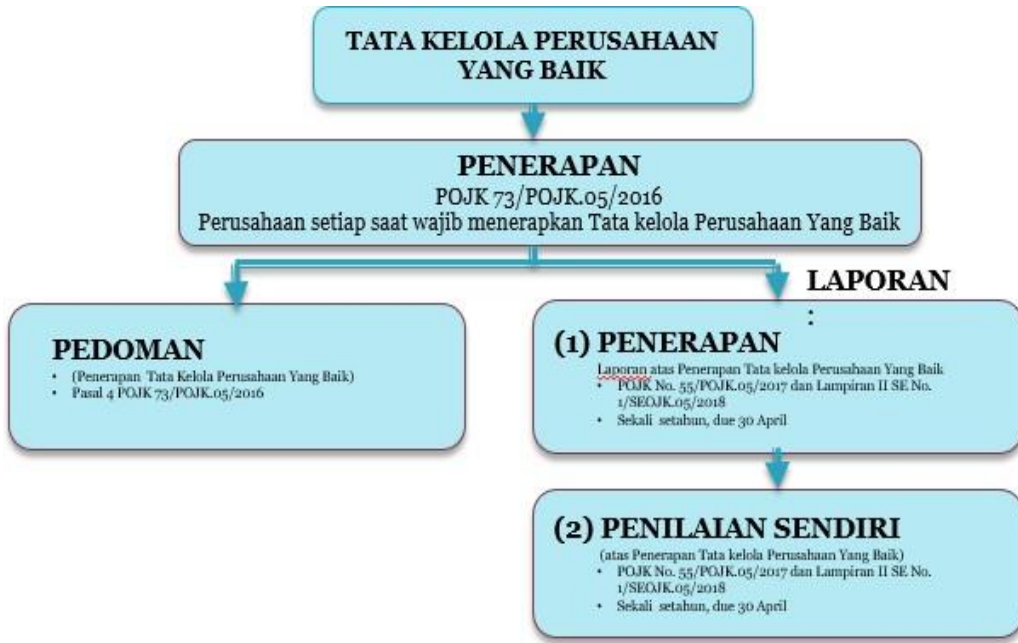 TATA KELOLA PERUSAHAAN
YANG BAIK
PENERAPAN
POJK 73/POJK.05/2016
Perusahaan setiap saat wajib menerapkan Tata kelola Perusahaan Yang Baik
PEDOMAN
• (Penerapan Tata Kelola Perusahaan Yang Baik)
• Pasal 4 POJK 73/POJK.05/2016
LAPORAN
:
(1) PENERAPAN
Laporan atas Penerapan Tata kelola Perusahaan Yang Baik
• POJK No. 55/POJK.05/2017 dan Lampiran II SE No.
1/SEOJK.05/2018
• Sekali setahun, due 30 April
(2) PENILAIAN SENDIRI
(atas Penerapan Tata kelola Perusahaan Yang Baik)
• POJK No. 55/POJK.05/2017 dan Lampiran II SE No.
1/SEOJK.05/2018
• Sekali setahun, due 30 April